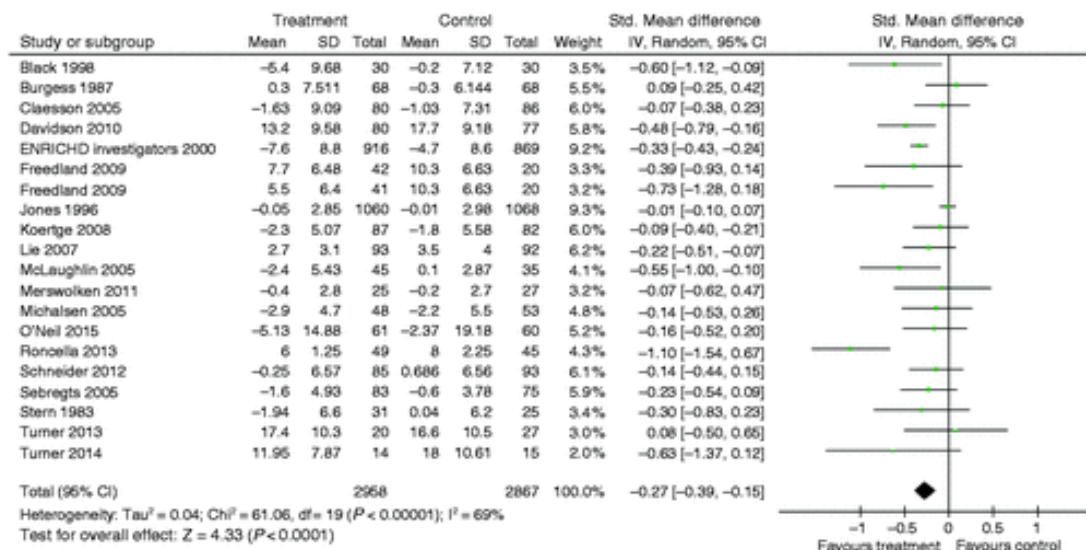 Treatment Control Std. Mean difference Std. Mean difference
Study or subgroup Mean SD Total Mean SD Total Weight IV, Random, 95% CI IV, Random, 95% CI
Black 1998 −5.4 9.68 30 −0.2 7.12 30 3.5% −0.60 [−1.12, −0.09]
Burgess 1987 0.3 7.511 68 −0.3 6.144 68 5.5% 0.09 [−0.25, 0.42]
Claesson 2005 −1.63 9.09 80 −1.03 7.31 86 6.0% −0.07 [−0.38, 0.23]
Davidson 2010 13.2 9.58 80 17.7 9.18 77 5.8% −0.48 [−0.79, −0.16]
ENRICHD investigators 2000 −7.6 8.8 916 −4.7 8.6 869 9.2% −0.33 [−0.43, −0.24]
Freedland 2009 7.7 6.48 42 10.3 6.63 20 3.4% −0.39 [−0.93, 0.14]
Freedland 2009 5.5 6.4 41 10.3 6.63 20 3.2% −0.73 [−1.28, 0.18]
Jones 1996 −0.05 2.85 1060 −0.01 2.98 1068 9.3% −0.01 [−0.10, 0.07]
Koertge 2008 −2.3 5.07 87 −1.8 5.58 82 6.0% −0.09 [−0.40, −0.21]
Lie 2007 2.7 3.1 93 3.5 4 92 6.2% −0.22 [−0.51, −0.07]
McLaughlin 2005 −2.4 5.43 45 0.1 2.87 35 4.1% −0.55 [−1.00, −0.10]
Merswolken 2011 −0.4 2.8 25 −0.2 2.7 27 3.3% −0.07 [−0.62, 0.47]
Michalsen 2005 −2.9 4.7 48 −2.2 5.5 53 4.8% −0.14 [−0.53, 0.26]
O'Neil 2015 −5.13 14.88 61 −2.37 19.18 60 5.2% −0.16 [−0.52, 0.20]
Roncella 2013 6 1.25 49 8 2.25 45 4.3% −1.10 [−1.54, 0.67]
Schneider 2012 −0.25 6.57 85 0.686 6.56 93 6.1% −0.14 [−0.44, 0.15]
Sebregts 2005 −1.6 4.93 83 −0.6 3.78 75 5.9% −0.23 [−0.54, 0.09]
Stern 1983 −1.94 6.6 31 0.04 6.2 25 3.4% −0.30 [−0.83, 0.23]
Turner 2013 17.4 10.3 20 16.6 10.5 27 3.0% 0.08 [−0.50, 0.65]
Turner 2014 11.95 7.87 14 18 10.61 15 2.0% −0.63 [−1.37, 0.12]
Total (95% CI) 2958 2867 100.0% −0.27 [−0.39, −0.15]
Heterogeneity: Tau² = 0.04; Chi² = 61.06, df= 19 (P < 0.00001); I² = 69%
Test for overall effect: Z = 4.33 (P < 0.0001)
−1 −0.5 0 0.5 1
Favours treatment Favours control